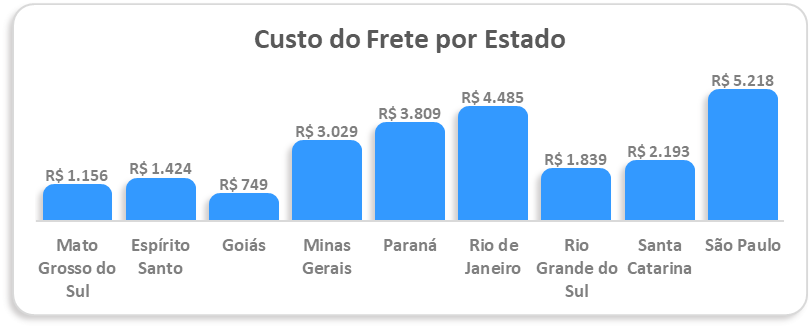 Custo do Frete por Estado
R$ 5.218
R$ 4.485
R$ 3.809
R$ 3.029
R$ 2.193
R$ 1.839
R$ 1.424
R$ 1.156
R$ 749
Mato
Grosso do
Sul
Espírito
Santo
Goiás
Minas
Gerais
Paraná
Rio de
Janeiro
Rio
Grande do
Sul
Santa
Catarina
São Paulo